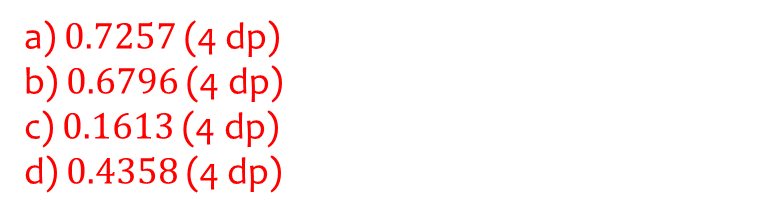 a) 0.7257 (4 dp)
b) 0.6796 (4 dp)
c) 0.1613 (4 dp)
d) 0.4358 (4 dp)